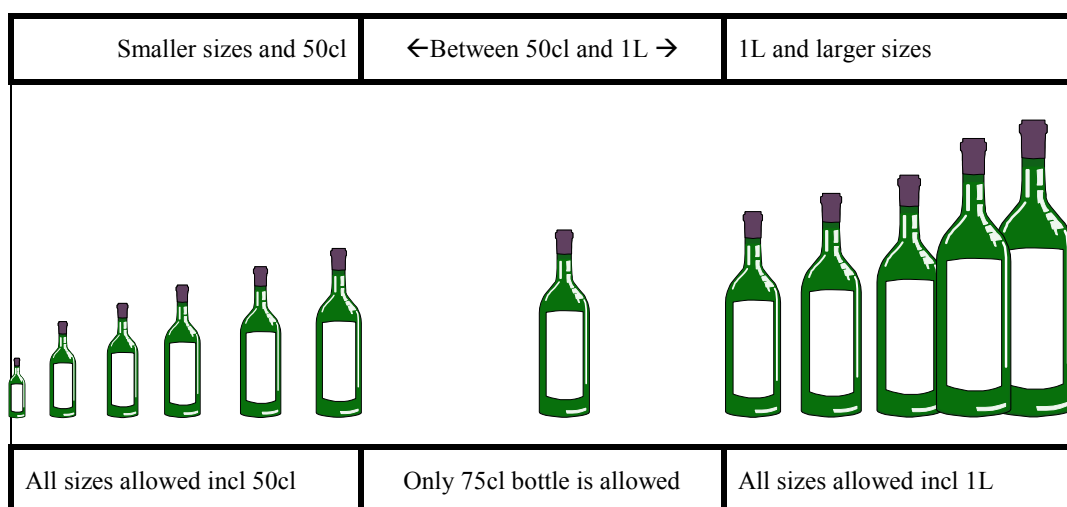 Smaller sizes and 50cl
←Between 50cl and 1L →
1L and larger sizes
All sizes allowed incl 50cl
Only 75cl bottle is allowed
All sizes allowed incl 1L